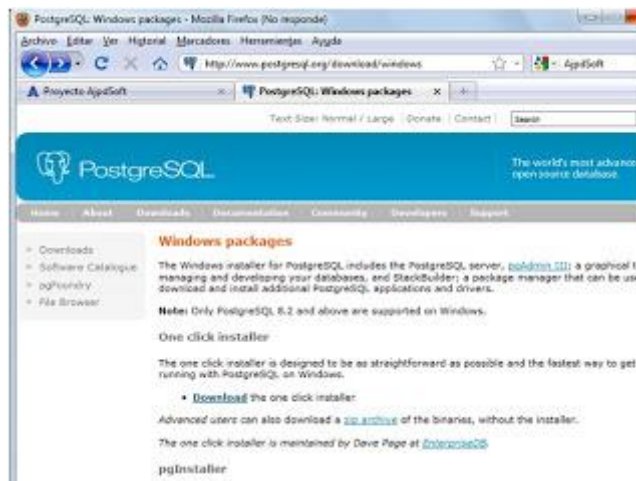 PostgreSQL: Windows packages - Mozilla Firefox (No responde)
Archivo Editar Ver Historial Marcadores Herramientas Ayuda
http://www.postgresql.org/download/windows AjpdSoft
A Proyecto AjpdSoft PostgreSQL: Windows packages
Text Size: Normal / Large | Donate | Contact | Search
PostgreSQL
The world's most advance
open source database.
Home About Downloads Documentation Community Developers Support
Downloads
Software Catalogue
pgFoundry
File Browser
Windows packages
The Windows installer for PostgreSQL includes the PostgreSQL server, pgAdmin III; a graphical t
managing and developing your databases, and StackBuilder; a package manager that can be us
download and install additional PostgreSQL applications and drivers.
Note: Only PostgreSQL 8.2 and above are supported on Windows.
One click installer
The one click installer is designed to be as straightforward as possible and the fastest way to get
running with PostgreSQL on Windows.
• Download the one click installer
Advanced users can also download a zip archive of the binaries, without the installer.
The one click installer is maintained by Dave Page at EnterpriseDB.
pgInstaller